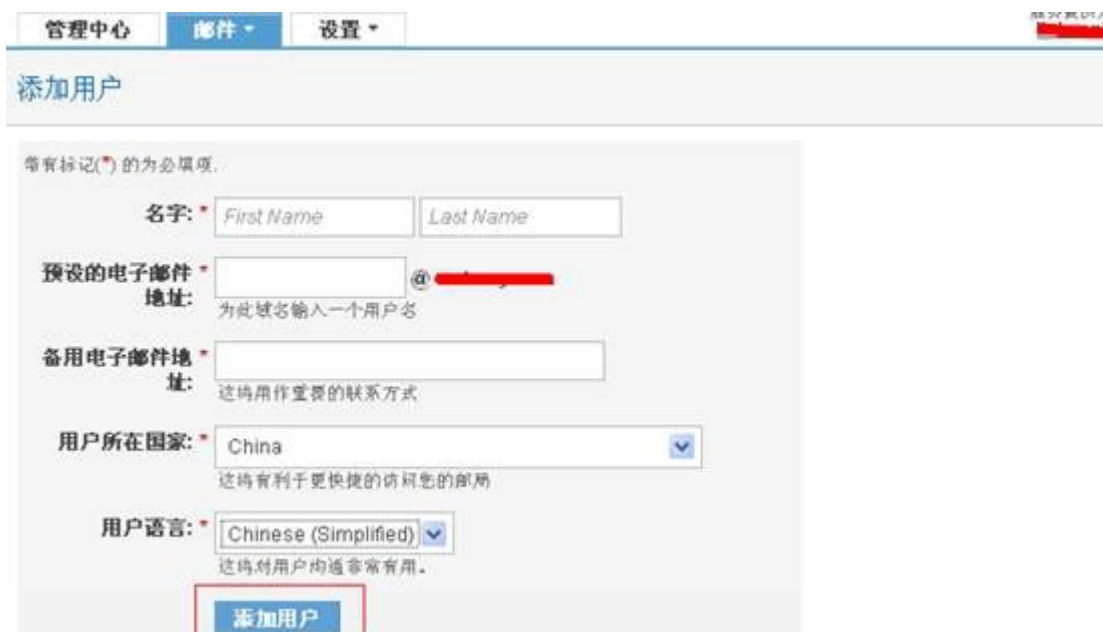 管理中心 邮件 设置
添加用户
带有标记(*) 的为必填项.
名字: * First Name Last Name
预设的电子邮件 * @
地址:
为此域名输入一个用户名
备用电子邮件地 *
址:
这将用作重要的联系方式
用户所在国家: * China
这将有利于更快捷的访问您的邮局
用户语言: * Chinese (Simplified)
这将对用户沟通非常有用。
添加用户